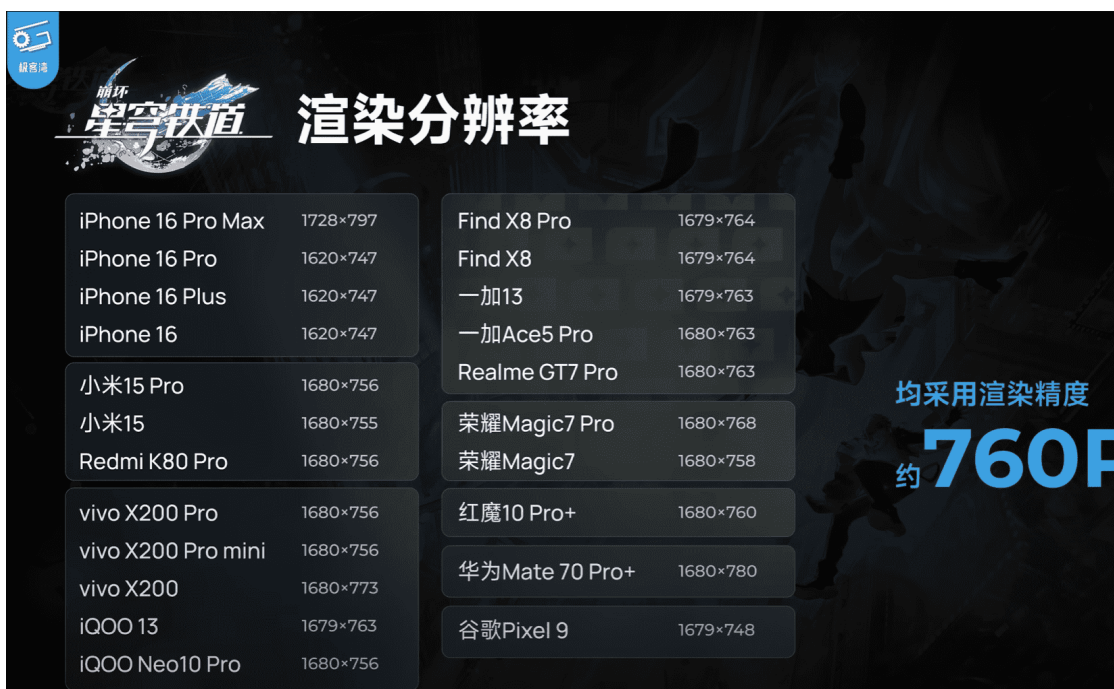 极客湾
崩坏
星穹铁道
渲染分辨率
iPhone 16 Pro Max 1728×797
iPhone 16 Pro 1620×747
iPhone 16 Plus 1620×747
iPhone 16 1620×747
小米15 Pro 1680×756
小米15 1680×755
Redmi K80 Pro 1680×756
vivo X200 Pro 1680×756
vivo X200 Pro mini 1680×756
vivo X200 1680×773
iQOO 13 1679×763
iQOO Neo10 Pro 1680×756
Find X8 Pro 1679×764
Find X8 1679×764
一加13 1679×763
一加Ace5 Pro 1680×763
Realme GT7 Pro 1680×763
荣耀Magic7 Pro 1680×768
荣耀Magic7 1680×758
红魔10 Pro+ 1680×760
华为Mate 70 Pro+ 1680×780
谷歌Pixel 9 1679×748
均采用渲染精度
约760P